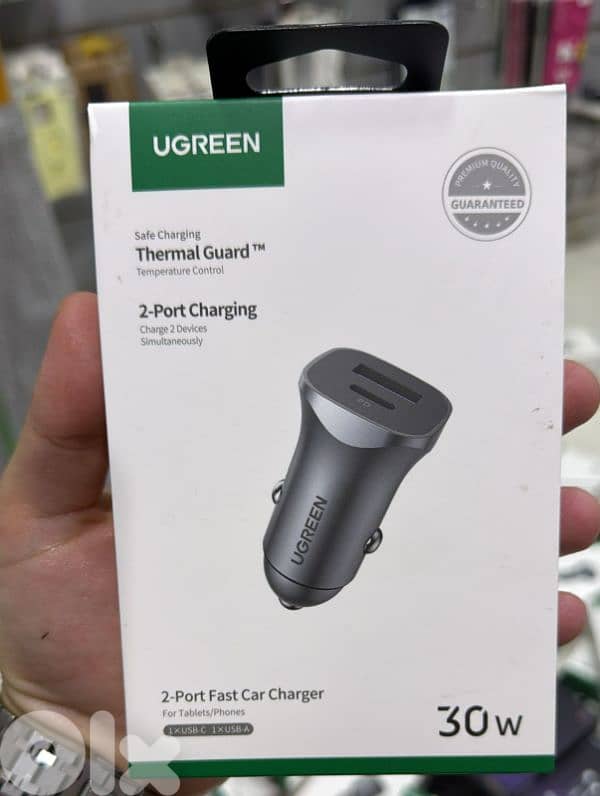 UGREEN
PREMIUM QUALITY
GUARANTEED
Safe Charging
Thermal Guard™
Temperature Control
2-Port Charging
Charge 2 Devices
Simultaneously
PD
UGREEN
2-Port Fast Car Charger
For Tablets/Phones
1×USB-C 1×USB-A
30W
olx